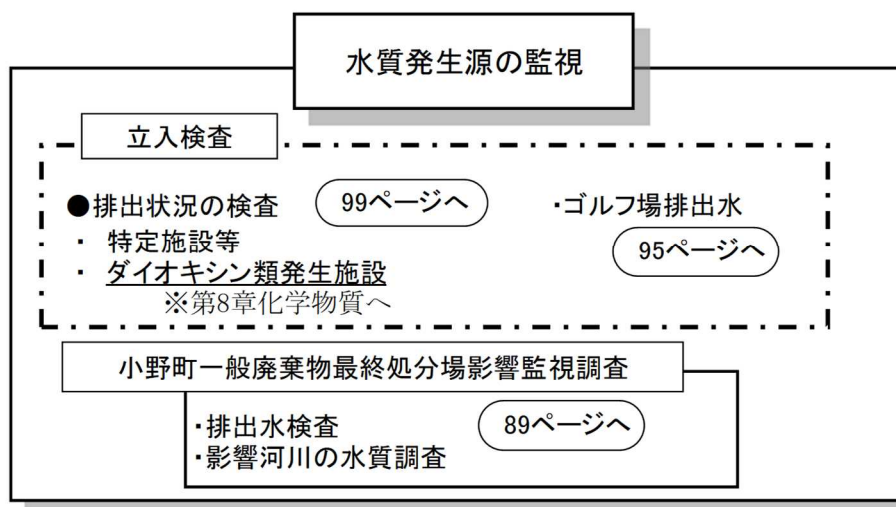 水質発生源の監視
立入検査
●排出状況の検査 99ページへ ・ゴルフ場排出水
・ 特定施設等 95ページへ
・ ダイオキシン類発生施設
※第8章化学物質へ
小野町一般廃棄物最終処分場影響監視調査
・排出水検査 89ページへ
・影響河川の水質調査